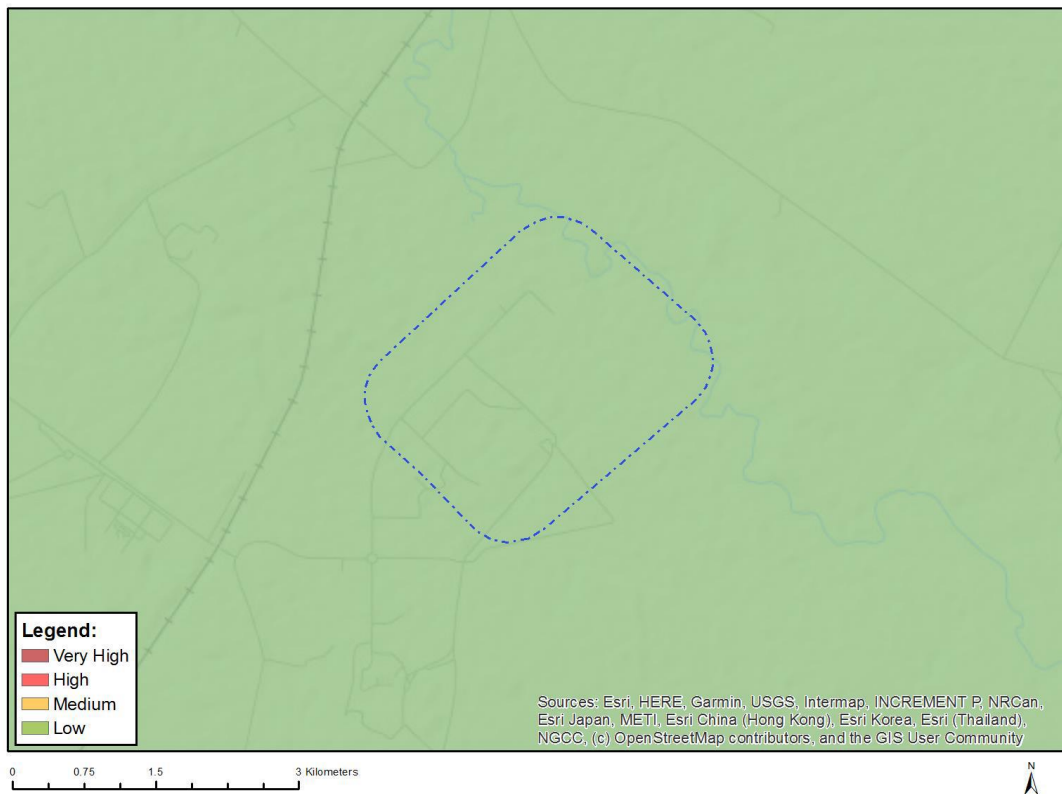 Legend:
Very High
High
Medium
Low
Sources: Esri, HERE, Garmin, USGS, Intermap, INCREMENT P, NRCan,
Esri Japan, METI, Esri China (Hong Kong), Esri Korea, Esri (Thailand),
NGCC, (c) OpenStreetMap contributors, and the GIS User Community
0 0.75 1.5 3 Kilometers
N